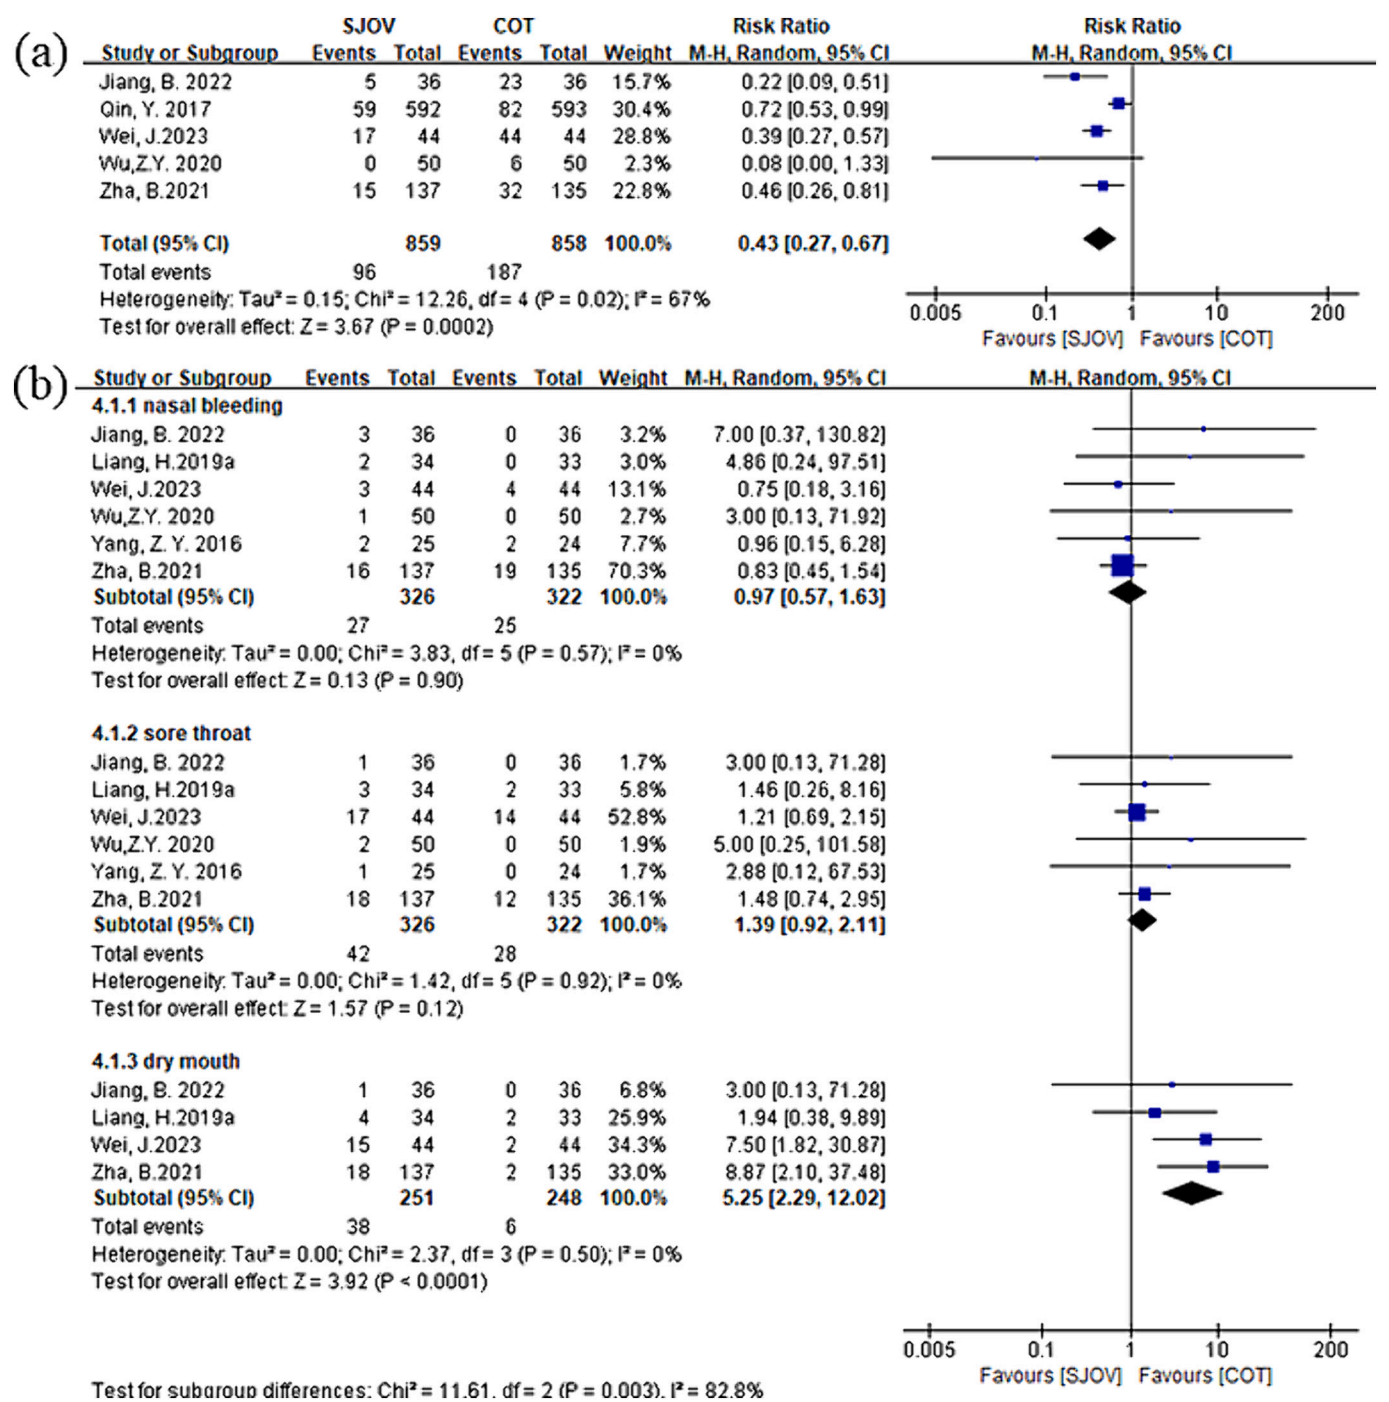 (a)
SJOV COT Risk Ratio Risk Ratio
Study or Subgroup Events Total Events Total Weight M-H, Random, 95% CI M-H, Random, 95% CI
Jiang, B. 2022 5 36 23 36 15.7% 0.22 [0.09, 0.51]
Qin, Y. 2017 59 592 82 593 30.4% 0.72 [0.53, 0.99]
Wei, J.2023 17 44 44 44 28.8% 0.39 [0.27, 0.57]
Wu,Z.Y. 2020 0 50 6 50 2.3% 0.08 [0.00, 1.33]
Zha, B.2021 15 137 32 135 22.8% 0.46 [0.26, 0.81]
Total (95% CI) 859 858 100.0% 0.43 [0.27, 0.67]
Total events 96 187
Heterogeneity: Tau² = 0.15; Chi² = 12.26, df = 4 (P = 0.02); I² = 67%
Test for overall effect: Z = 3.67 (P = 0.0002)
0.005 0.1 1 10 200
Favours [SJOV] Favours [COT]
(b)
Study or Subgroup Events Total Events Total Weight M-H, Random, 95% CI M-H, Random, 95% CI
4.1.1 nasal bleeding
Jiang, B. 2022 3 36 0 36 3.2% 7.00 [0.37, 130.82]
Liang, H.2019a 2 34 0 33 3.0% 4.86 [0.24, 97.51]
Wei, J.2023 3 44 4 44 13.1% 0.75 [0.18, 3.16]
Wu,Z.Y. 2020 1 50 0 50 2.7% 3.00 [0.13, 71.92]
Yang, Z. Y. 2016 2 25 2 24 7.7% 0.96 [0.15, 6.28]
Zha, B.2021 16 137 19 135 70.3% 0.83 [0.45, 1.54]
Subtotal (95% CI) 326 322 100.0% 0.97 [0.57, 1.63]
Total events 27 25
Heterogeneity: Tau² = 0.00; Chi² = 3.83, df = 5 (P = 0.57); I² = 0%
Test for overall effect: Z = 0.13 (P = 0.90)
4.1.2 sore throat
Jiang, B. 2022 1 36 0 36 1.7% 3.00 [0.13, 71.28]
Liang, H.2019a 3 34 2 33 5.8% 1.46 [0.26, 8.16]
Wei, J.2023 17 44 14 44 52.8% 1.21 [0.69, 2.15]
Wu,Z.Y. 2020 2 50 0 50 1.9% 5.00 [0.25, 101.58]
Yang, Z. Y. 2016 1 25 0 24 1.7% 2.88 [0.12, 67.53]
Zha, B.2021 18 137 12 135 36.1% 1.48 [0.74, 2.95]
Subtotal (95% CI) 326 322 100.0% 1.39 [0.92, 2.11]
Total events 42 28
Heterogeneity: Tau² = 0.00; Chi² = 1.42, df = 5 (P = 0.92); I² = 0%
Test for overall effect: Z = 1.57 (P = 0.12)
4.1.3 dry mouth
Jiang, B. 2022 1 36 0 36 6.8% 3.00 [0.13, 71.28]
Liang, H.2019a 4 34 2 33 25.9% 1.94 [0.38, 9.89]
Wei, J.2023 15 44 2 44 34.3% 7.50 [1.82, 30.87]
Zha, B.2021 18 137 2 135 33.0% 8.87 [2.10, 37.48]
Subtotal (95% CI) 251 248 100.0% 5.25 [2.29, 12.02]
Total events 38 6
Heterogeneity: Tau² = 0.00; Chi² = 2.37, df = 3 (P = 0.50); I² = 0%
Test for overall effect: Z = 3.92 (P < 0.0001)
0.005 0.1 1 10 200
Favours [SJOV] Favours [COT]
Test for subgroup differences: Chi² = 11.61, df = 2 (P = 0.003), I² = 82.8%